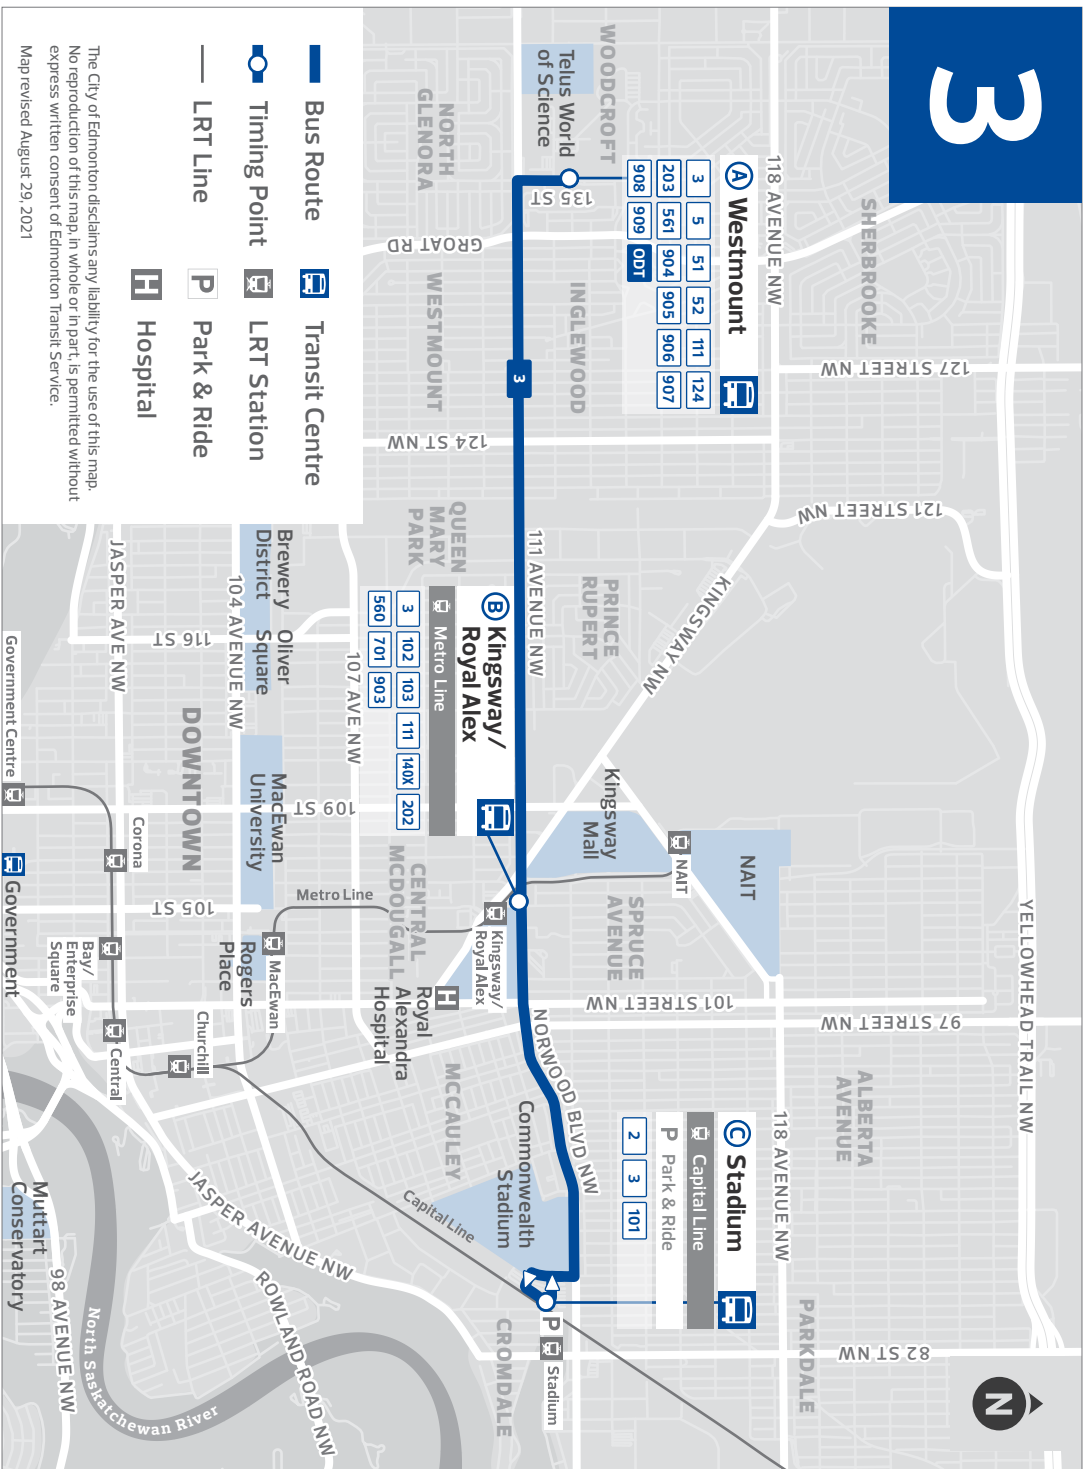 3
WOODCROFT
Telus World
of Science
NORTH
GLENORA
135 ST
GROAT RD
WESTMOUNT
INGLEWOOD
SHERBROOKE
118 AVENUE NW
127 STREET NW
124 ST NW
121 STREET NW
A Westmount
3 5 51 52 111 124
203 561 904 905 906 907
908 909 ODT
3
111 AVENUE NW
QUEEN
MARY
PARK
PRINCE
RUPERT
KINGSWAY NW
YELLOWHEAD TRAIL NW
B Kingsway/
Royal Alex
Metro Line
3 102 103 111 140X 202
560 701 903
Kingsway
Mall
NAIT
NAIT
SPRUCE
AVENUE
CENTRAL
MCDOUGALL
Kingsway/
Royal Alex
H
Royal
Alexandra
Hospital
101 STREET NW
97 STREET NW
ALBERTA
AVENUE
118 AVENUE NW
NORWOOD BLVD NW
MCCAULEY
Commonwealth
Stadium
Capital Line
C Stadium
Capital Line
P Park & Ride
2 3 101
P
Stadium
CROMDALE
PARKDALE
82 ST NW
N
Brewery
District
Oliver
Square
JASPER AVE NW
104 AVENUE NW
107 AVE NW
116 ST
109 ST
105 ST
DOWNTOWN
MacEwan
University
Metro Line
MacEwan
Rogers
Place
Government Centre
Corona
Bay/
Enterprise
Square
Central
Churchill
Government
JASPER AVENUE NW
ROWLAND ROAD NW
Muttart
Conservatory
98 AVENUE NW
North Saskatchewan River
Bus Route
Timing Point
LRT Line
Transit Centre
LRT Station
P Park & Ride
H Hospital
The City of Edmonton disclaims any liability for the use of this map.
No reproduction of this map, in whole or in part, is permitted without
express written consent of Edmonton Transit Service.
Map revised August 29, 2021